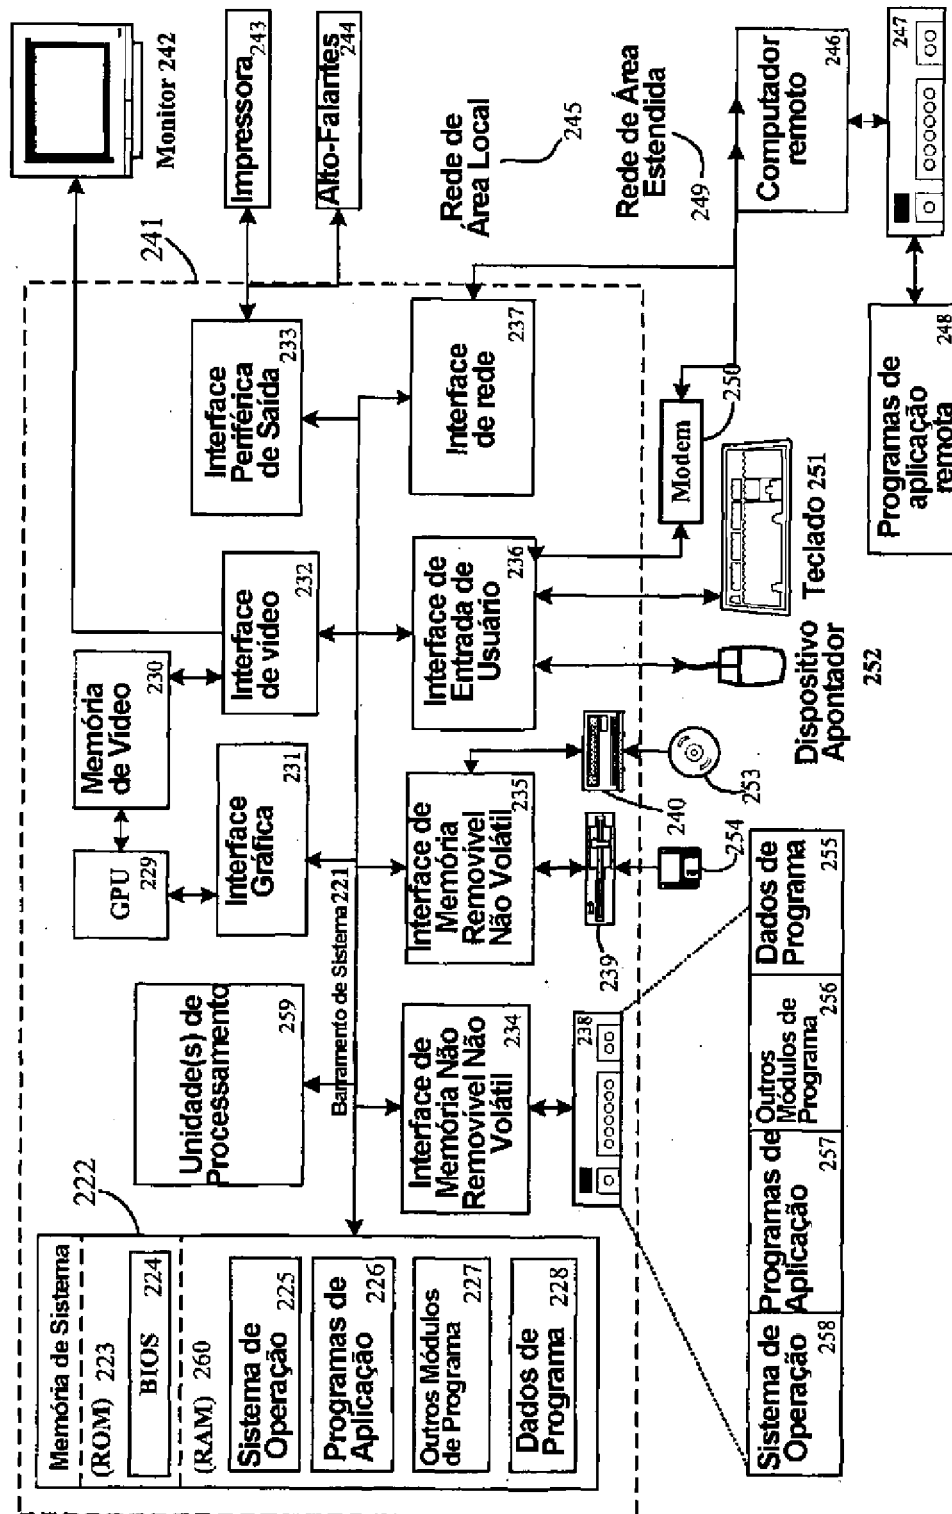 Memória de Sistema
222
(ROM) 223
BIOS
224
(RAM) 260
Sistema de
Operação
225
Programas de
Aplicação
226
Outros Módulos
de Programa
227
Dados de
Programa
228
Unidade(s) de
Processamento
259
Barramento de Sistema 221
GPU
229
Memória
de Vídeo
230
Interface
Gráfica
231
Interface
de vídeo
232
Interface
Periférica
de Saída
233
241
Monitor 242
Impressora
243
Alto-Falantes
244
Interface de
Memória Não
Removível Não
Volátil
234
Interface de
Memória
Removível
Não Volátil
235
Interface de
Entrada de
Usuário
236
Interface
de rede
237
Rede de
Área Local
245
238
239
240
253
254
Dispositivo
Apontador
252
Teclado 251
Modem
250
Rede de Área
Estendida
249
Computador
remoto
246
247
Programas de
aplicação
remota
248
Sistema de
Operação
258
Programas de
Aplicação
257
Outros
Módulos de
Programa
256
Dados de
Programa
255